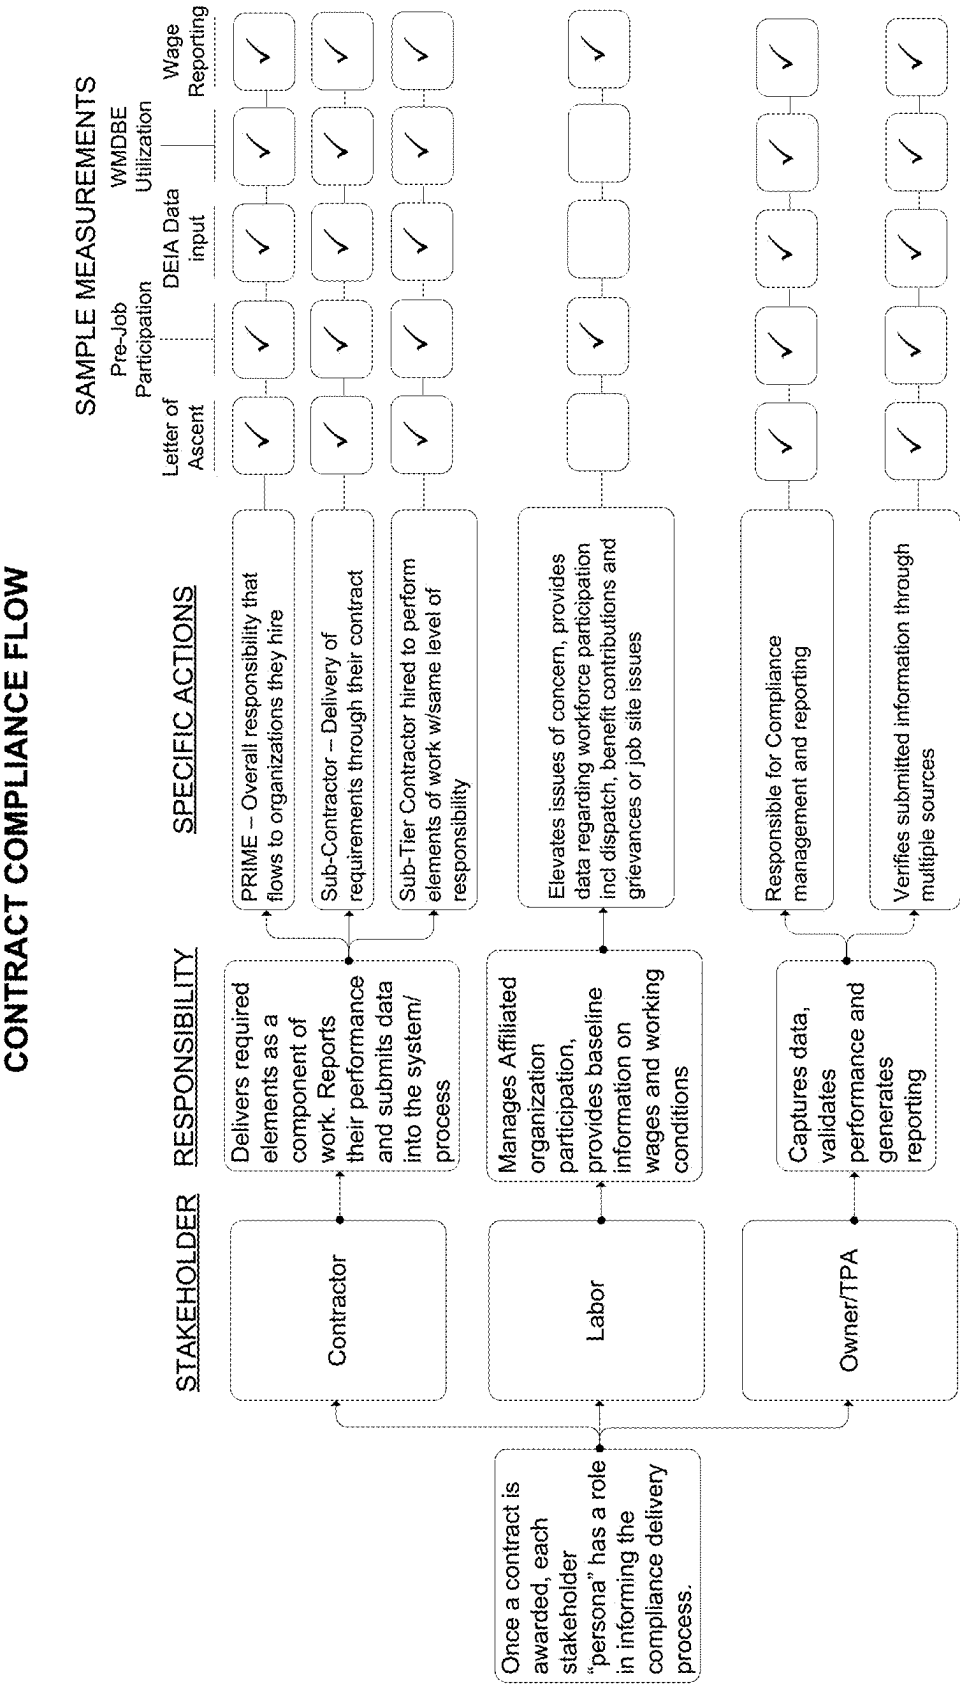 CONTRACT COMPLIANCE FLOW
STAKEHOLDER
RESPONSIBILITY
SPECIFIC ACTIONS
SAMPLE MEASUREMENTS
Letter of
Ascent
Pre-Job
Participation
DEIA Data
input
WMDBE
Utilization
Wage
Reporting
Once a contract is
awarded, each
stakeholder
“persona” has a role
in informing the
compliance delivery
process.
Contractor
Delivers required
elements as a
component of
work. Reports
their performance
and submits data
into the system/
process
PRIME – Overall responsibility that
flows to organizations they hire
Sub-Contractor – Delivery of
requirements through their contract
Sub-Tier Contractor hired to perform
elements of work w/same level of
responsibility
Labor
Manages Affiliated
organization
participation,
provides baseline
information on
wages and working
conditions
Elevates issues of concern, provides
data regarding workforce participation
incl dispatch, benefit contributions and
grievances or job site issues
Owner/TPA
Captures data,
validates
performance and
generates
reporting
Responsible for Compliance
management and reporting
Verifies submitted information through
multiple sources